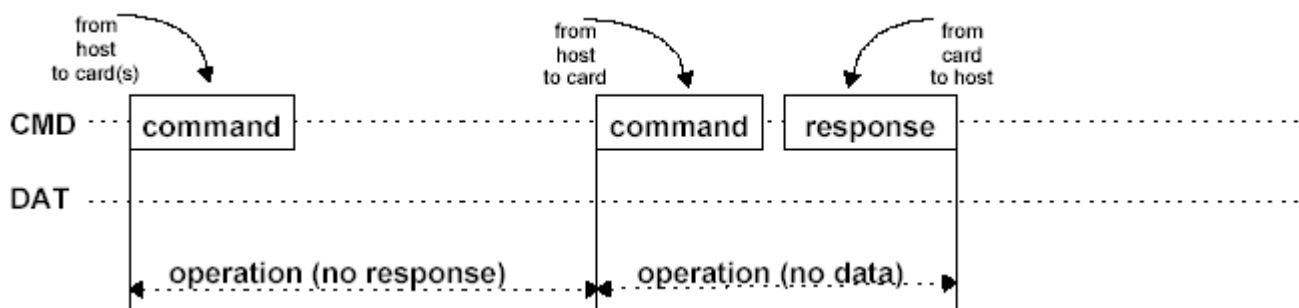 from
host
to card(s)
from
host
to card
from
card
to host
CMD
command
command
response
DAT
operation (no response)
operation (no data)